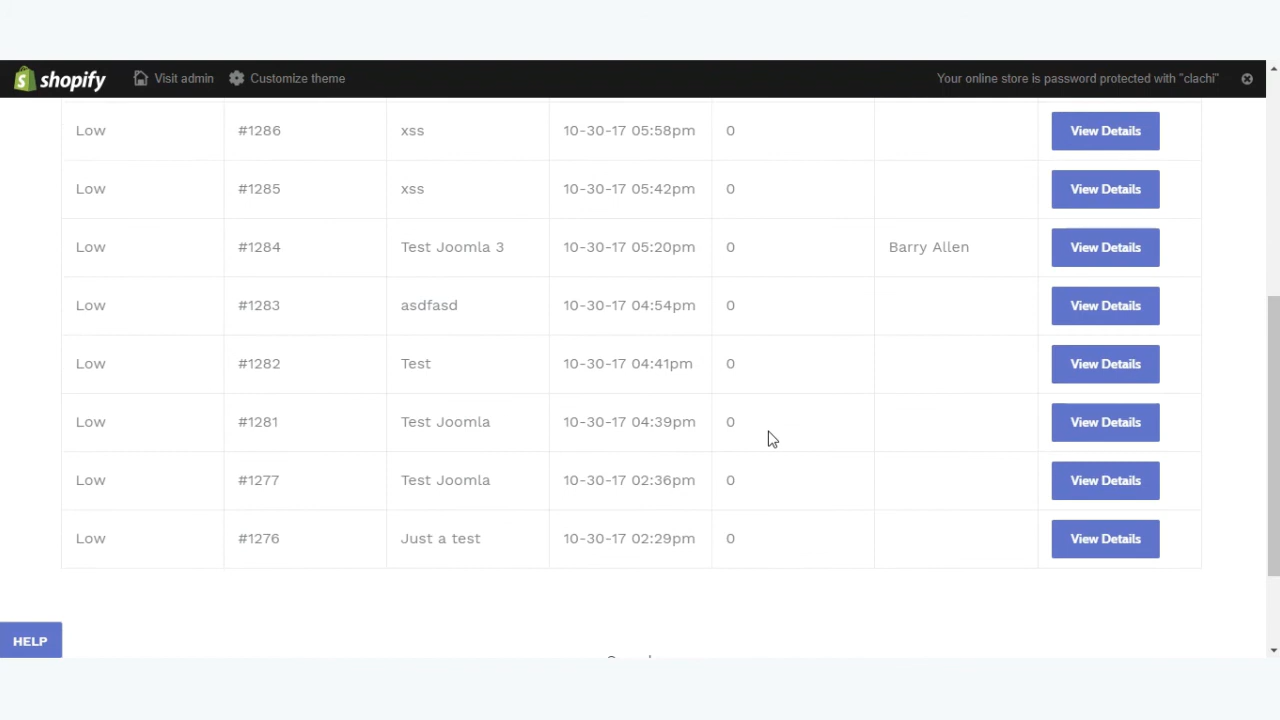 shopify Visit admin Customize theme Your online store is password protected with "clachi"
Low #1286 xss 10-30-17 05:58pm 0 View Details
Low #1285 xss 10-30-17 05:42pm 0 View Details
Low #1284 Test Joomla 3 10-30-17 05:20pm 0 Barry Allen View Details
Low #1283 asdfasd 10-30-17 04:54pm 0 View Details
Low #1282 Test 10-30-17 04:41pm 0 View Details
Low #1281 Test Joomla 10-30-17 04:39pm 0 View Details
Low #1277 Test Joomla 10-30-17 02:36pm 0 View Details
Low #1276 Just a test 10-30-17 02:29pm 0 View Details
HELP